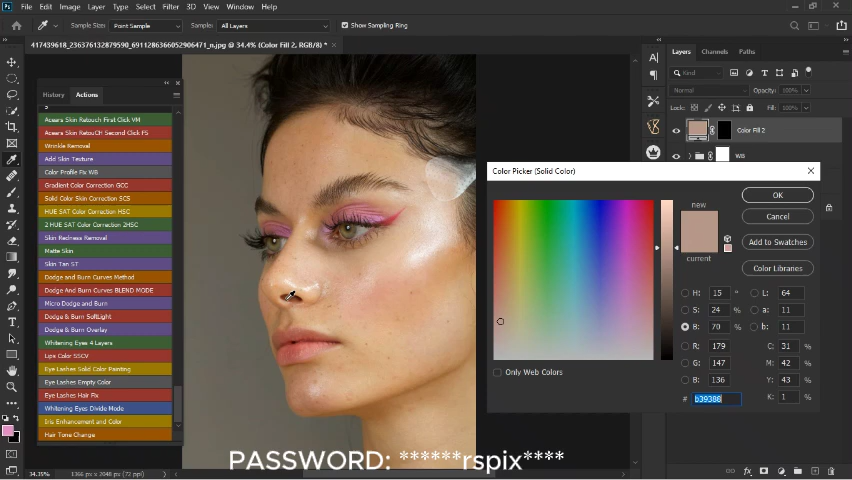 Ps File Edit Image Layer Type Select Filter 3D View Window Help
Sample Size: Point Sample Sample: All Layers Show Sampling Ring
417439618_236376132879590_6911286366052906471_n.jpg @ 34.4% (Color Fill 2, RGB/8) * ×
History Actions
Acears Skin Retouch First Click VM
Acears Skin RetouCH Second Click FS
Wrinkle Removal
Add Skin Texture
Color Profile Fix WB
Gradient Color Correction GCC
Solid Color Skin Correction SCS
HUE SAT Color Correction HSC
2 HUE SAT Color Correction 2HSC
Skin Redness Removal
Matte Skin
Skin Tan ST
Dodge and Burn Curves Method
Dodge And Burn Colors BLEND MODE
Micro Dodge and Burn
Dodge & Burn SoftLight
Dodge & Burn Overlay
Whitening Eyes 4 Layers
Lips Color SSCV
Eye Lashes Solid Color Painting
Eye Lashes Empty Color
Eye Lashes Hair Fix
Whitening Eyes Divide Mode
Iris Enhancement and Color
Hair Tone Change
Layers Channels Paths
Kind
Normal Opacity: 100%
Lock: Fill: 100%
Color Fill 2
WB
Color Picker (Solid Color)
new
current
OK
Cancel
Add to Swatches
Color Libraries
H: 15 ° L: 64
S: 24 % a: 11
B: 70 % b: 11
R: 179 C: 31 %
G: 147 M: 42 %
B: 136 Y: 43 %
# b39388 K: 1 %
Only Web Colors
34.39% 1366 px x 2048 px (72 ppi)
PASSWORD: ******rspix****